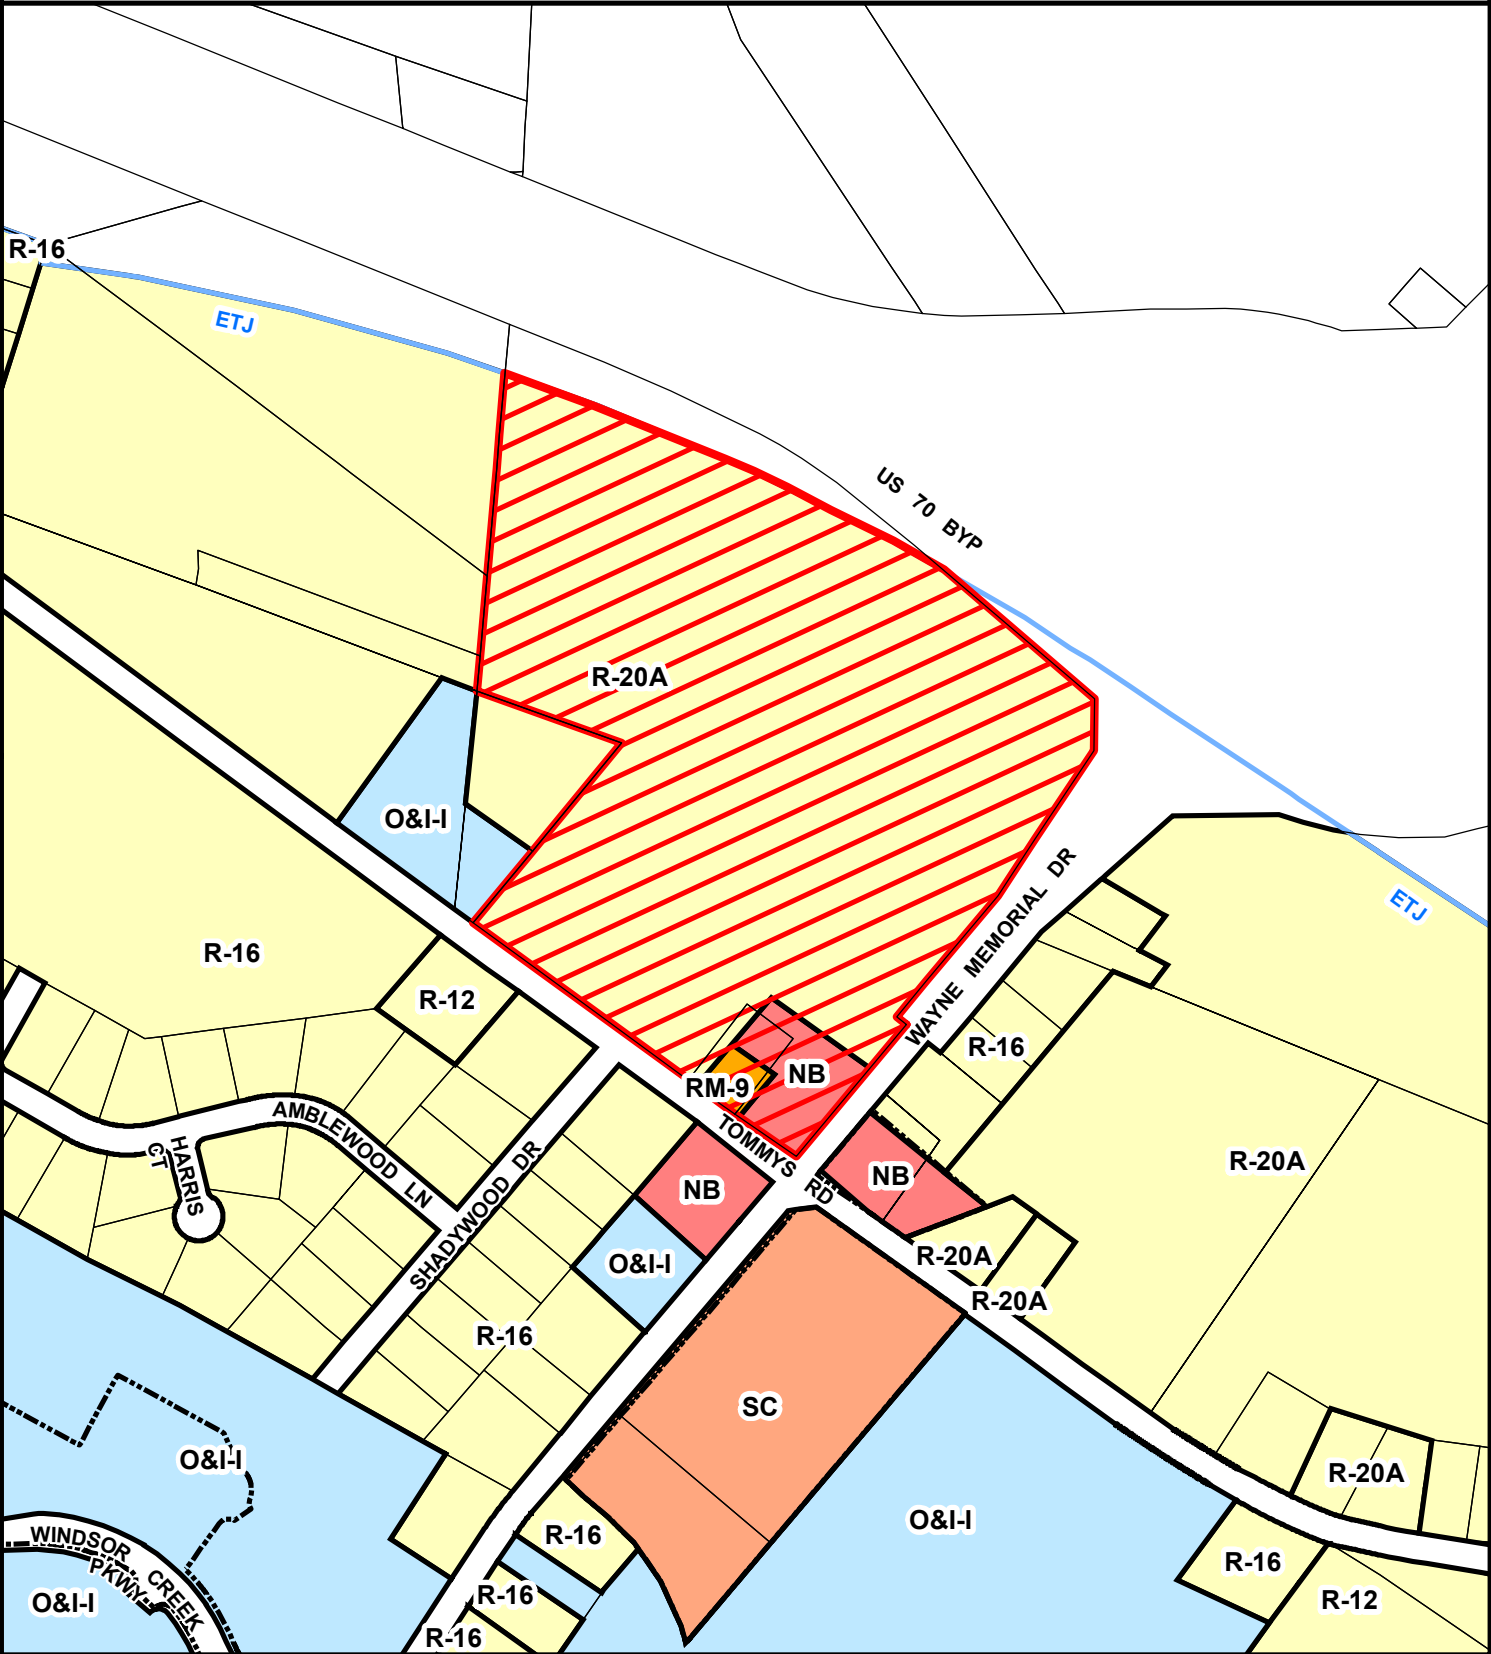 R-16
ETJ
US 70 BYP
R-20A
O&I-I
WAYNE MEMORIAL DR
ETJ
R-16
R-12
R-16
NB
RM-9
AMBLEWOOD LN
HARRIS
CT
TOMMYS RD
SHADYWOOD DR
NB
NB
R-20A
O&I-I
R-20A
R-20A
R-16
SC
O&I-I
R-20A
O&I-I
R-16
R-16
WINDSOR CREEK
PKWY
R-16
R-12
O&I-I
R-16